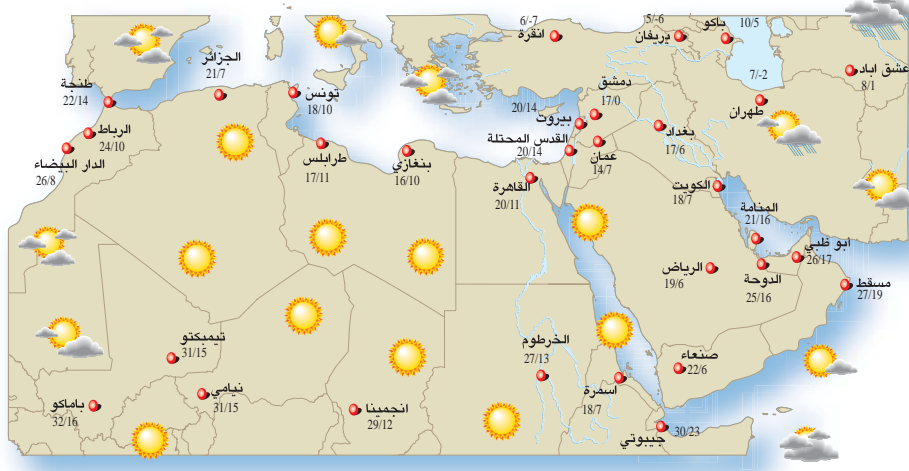 6/-7
انقرة
5/-6
يريفان
باكو
10/5
عشق اباد
8/1
7/-2
طهران
الجزائر
21/7
طنجة
22/14
تونس
18/10
الرباط
24/10
الدار البيضاء
26/8
طرابلس
17/11
بنغازي
16/10
دمشق
17/0
20/14
بيروت
القدس المحتلة
20/14
عمان
14/7
بغداد
17/6
القاهرة
20/11
الكويت
18/7
المنامة
21/16
ابو ظبي
26/17
الرياض
19/6
الدوحة
25/16
مسقط
27/19
تيمبكتو
31/15
نيامي
31/15
باماكو
32/16
انجمينا
29/12
الخرطوم
27/13
اسمرة
18/7
صنعاء
22/6
جيبوتي
30/23